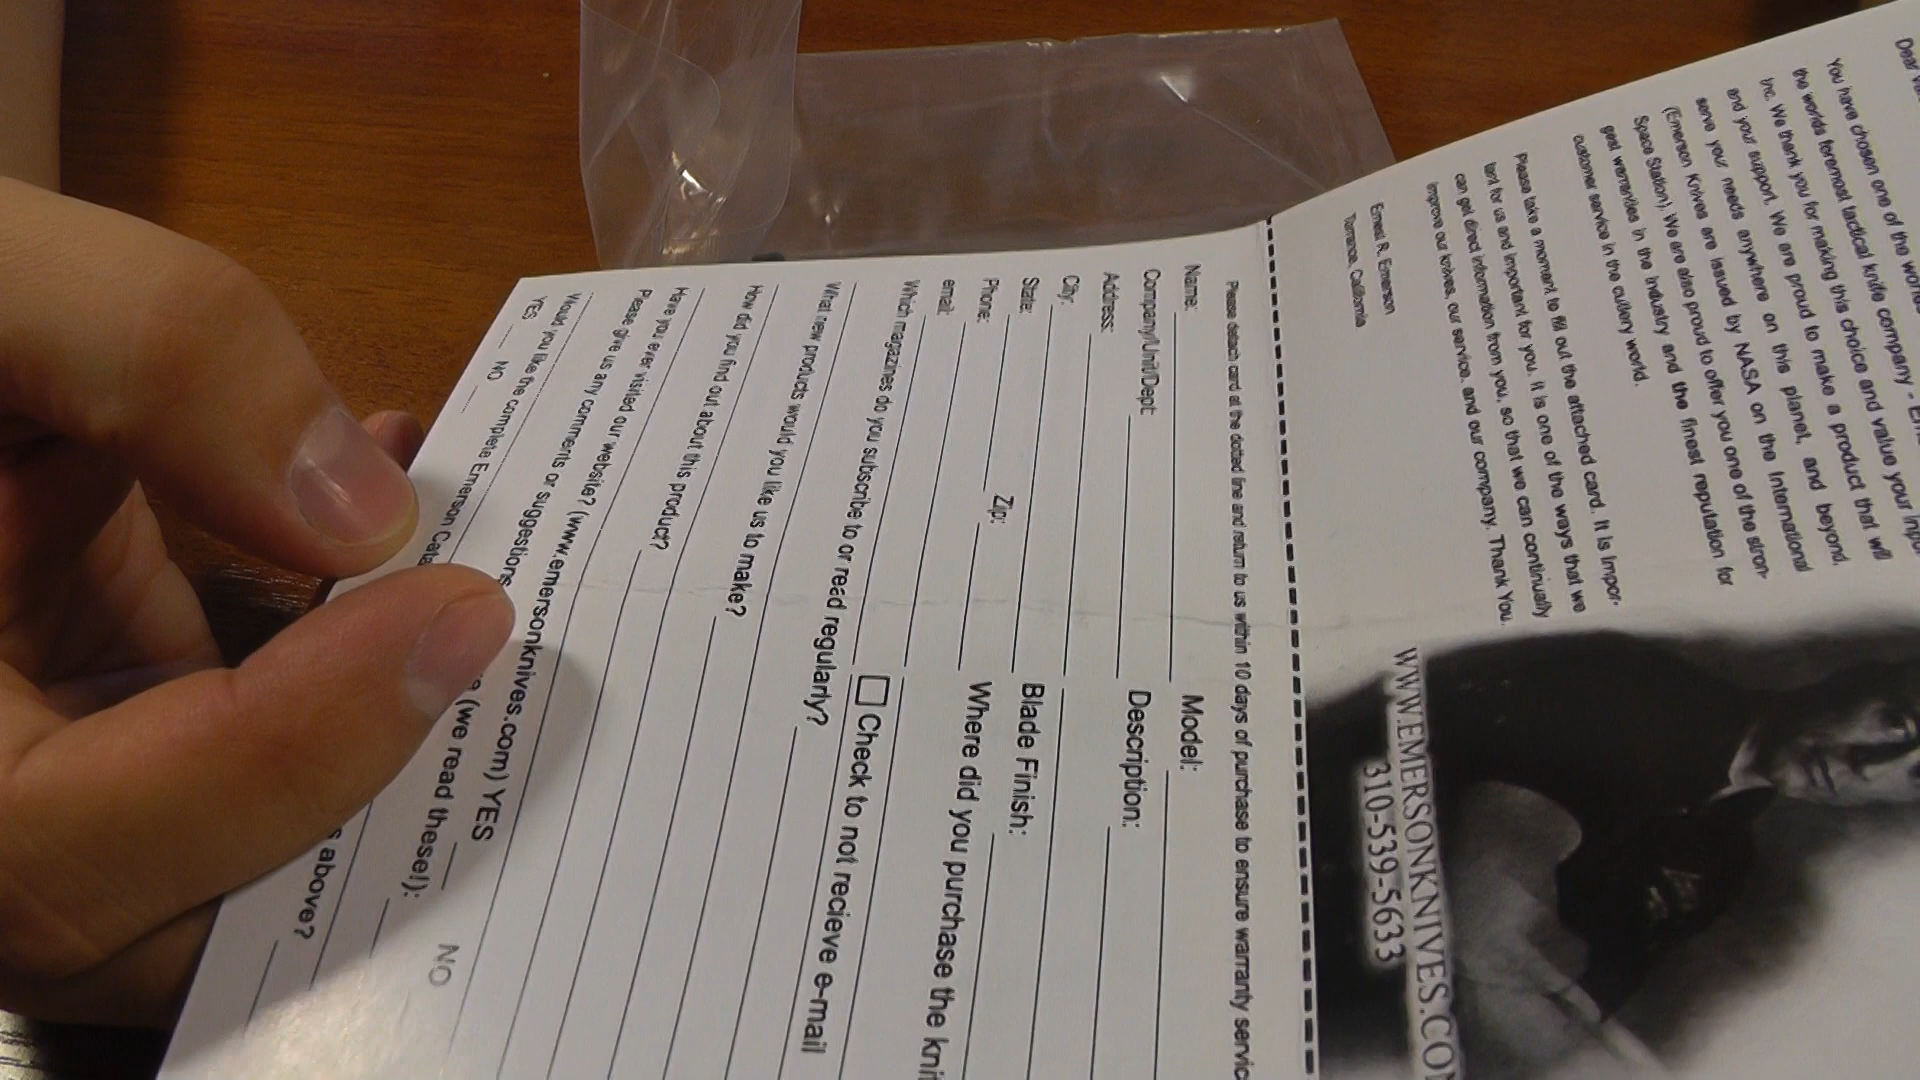 You have chosen one of the
the worlds foremost tactical knife company -
Inc. We thank you for making this choice and value your
and your support. We are proud to make a product that will
serve your needs anywhere on this planet, and beyond.
(Emerson Knives are issued by NASA on the International
Space Station). We are also proud to offer you one of the stron-
gest warranties in the industry and the finest reputation for
customer service in the cutlery world.
Please take a moment to fill out the attached card. It is impor-
tant for us and important for you. It is one of the ways that we
can get direct information from you, so that we can continually
improve our knives, our service, and our company. Thank You.
Ernest R. Emerson
Torrance, California
WWW.EMERSONKNIVES.CO
310-539-5633
Please detach card at the dotted line and return to us within 10 days of purchase to ensure warranty servic
Name: Model:
Company/Unit/Dept: Description:
Address:
City: Blade Finish:
State: Zip: Where did you purchase the kni
Phone:
email: Check to not recieve e-mail
Which magazines do you subscribe to or read regularly?
What new products would you like us to make?
How did you find out about this product?
Have you ever visited our website? (www.emersonknives.com) YES NO
Please give us any comments or suggestions (we read these!):
Would you like the complete Emerson above?
YES NO